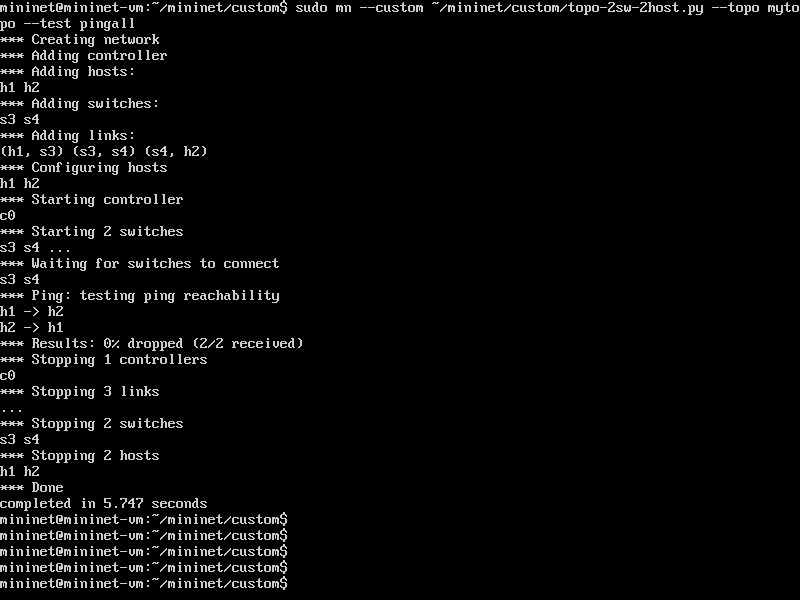 mininet@mininet-vm:~/mininet/custom$ sudo mn --custom ~/mininet/custom/topo-2sw-2host.py --topo myto
po --test pingall
*** Creating network
*** Adding controller
*** Adding hosts:
h1 h2
*** Adding switches:
s3 s4
*** Adding links:
(h1, s3) (s3, s4) (s4, h2)
*** Configuring hosts
h1 h2
*** Starting controller
c0
*** Starting 2 switches
s3 s4 ...
*** Waiting for switches to connect
s3 s4
*** Ping: testing ping reachability
h1 -> h2
h2 -> h1
*** Results: 0% dropped (2/2 received)
*** Stopping 1 controllers
c0
*** Stopping 3 links
...
*** Stopping 2 switches
s3 s4
*** Stopping 2 hosts
h1 h2
*** Done
completed in 5.747 seconds
mininet@mininet-vm:~/mininet/custom$
mininet@mininet-vm:~/mininet/custom$
mininet@mininet-vm:~/mininet/custom$
mininet@mininet-vm:~/mininet/custom$
mininet@mininet-vm:~/mininet/custom$